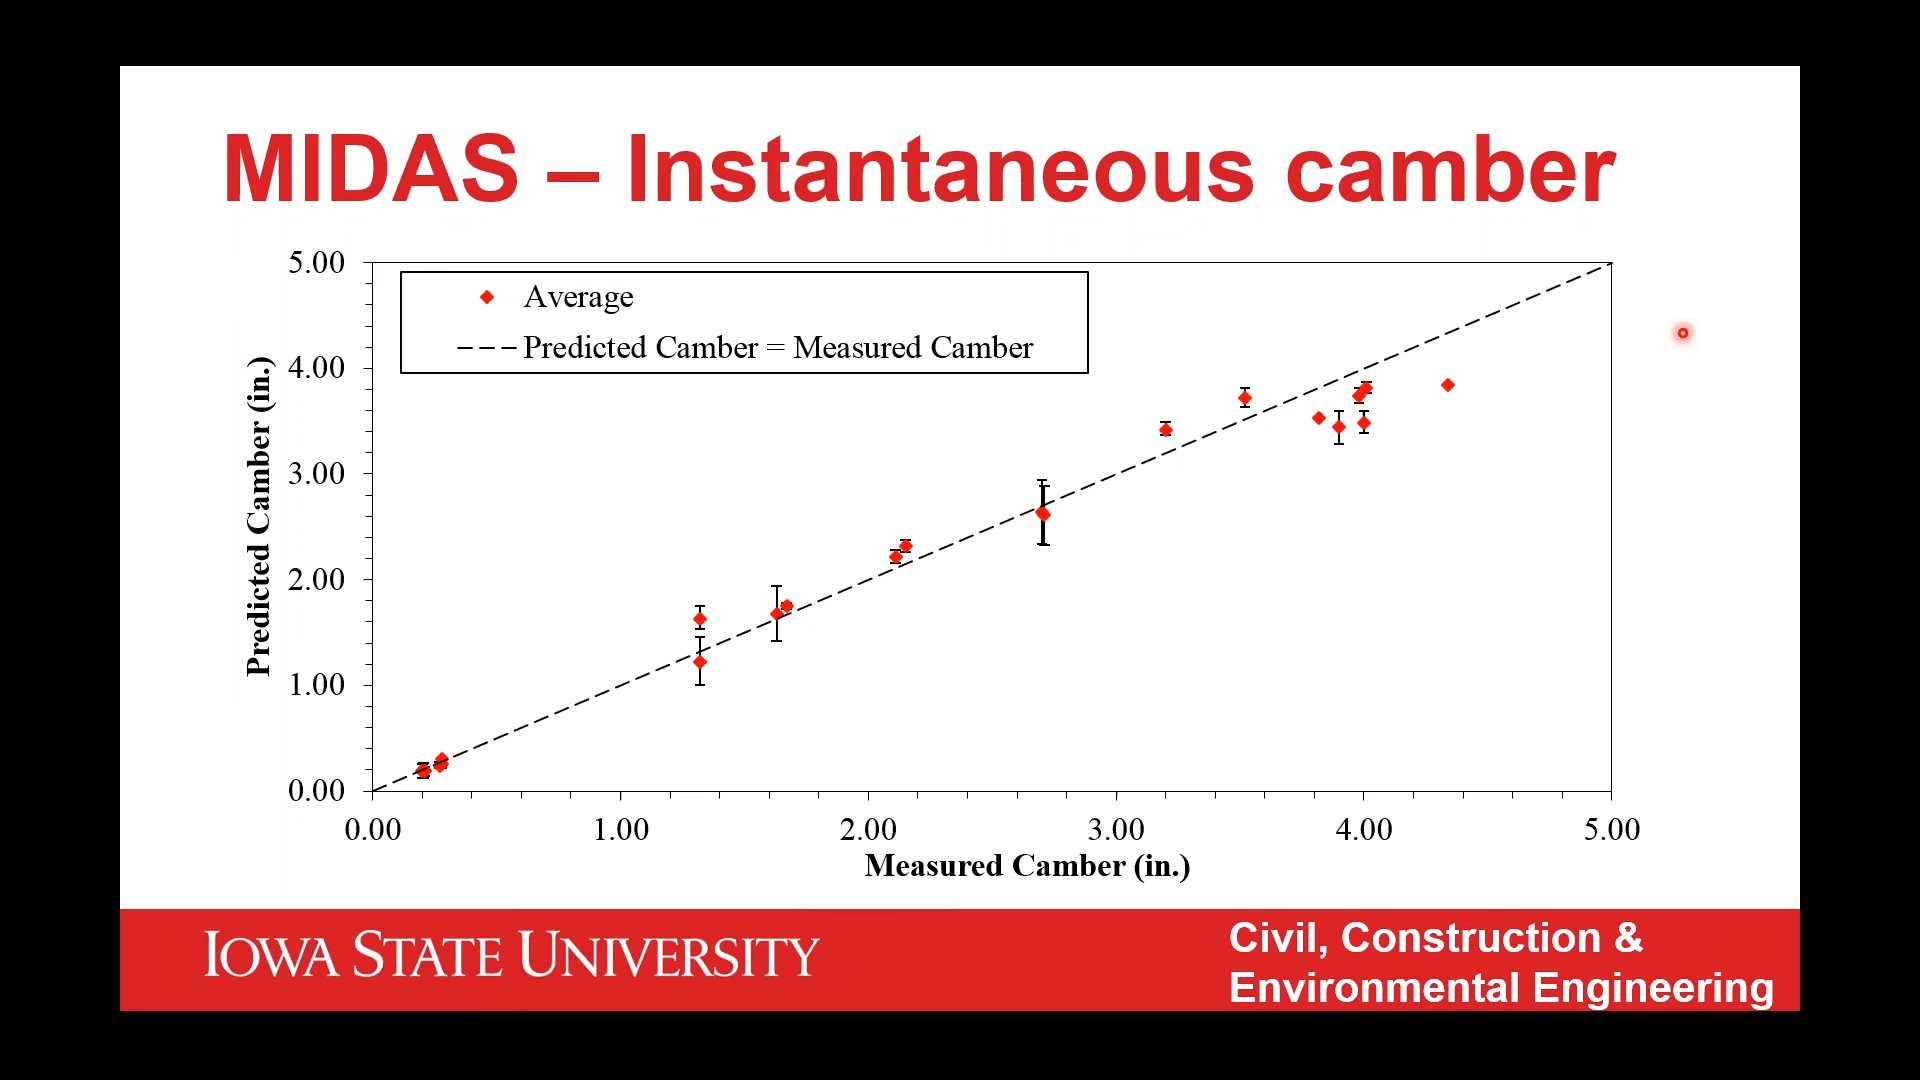 MIDAS – Instantaneous camber
5.00
Average
Predicted Camber = Measured Camber
4.00
3.00
2.00
1.00
0.00
Predicted Camber (in.)
0.00 1.00 2.00 3.00 4.00 5.00
Measured Camber (in.)
IOWA STATE UNIVERSITY
Civil, Construction &
Environmental Engineering